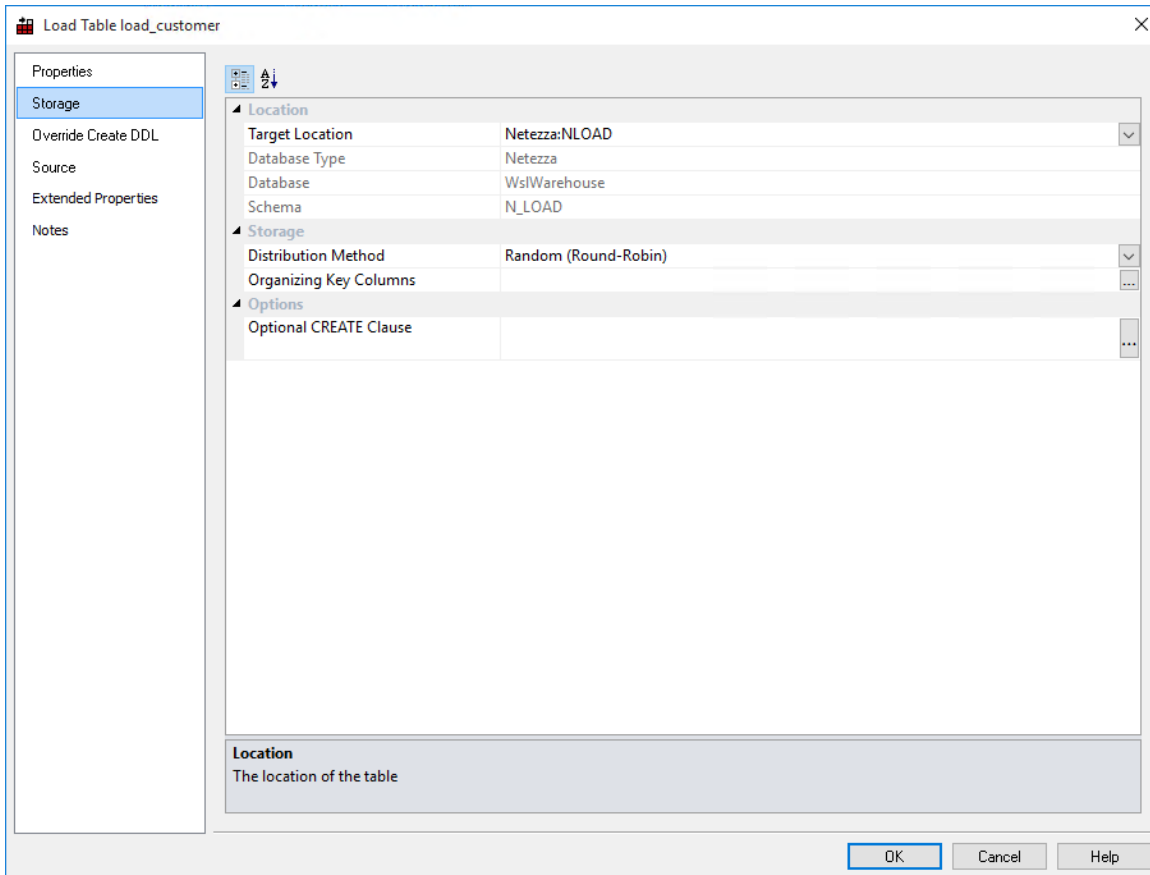 Load Table load_customer
Properties
Storage
Override Create DDL
Source
Extended Properties
Notes
Location
Target Location Netezza:NLOAD
Database Type Netezza
Database WslWarehouse
Schema N_LOAD
Storage
Distribution Method Random (Round-Robin)
Organizing Key Columns ...
Options
Optional CREATE Clause ...
Location
The location of the table
OK Cancel Help